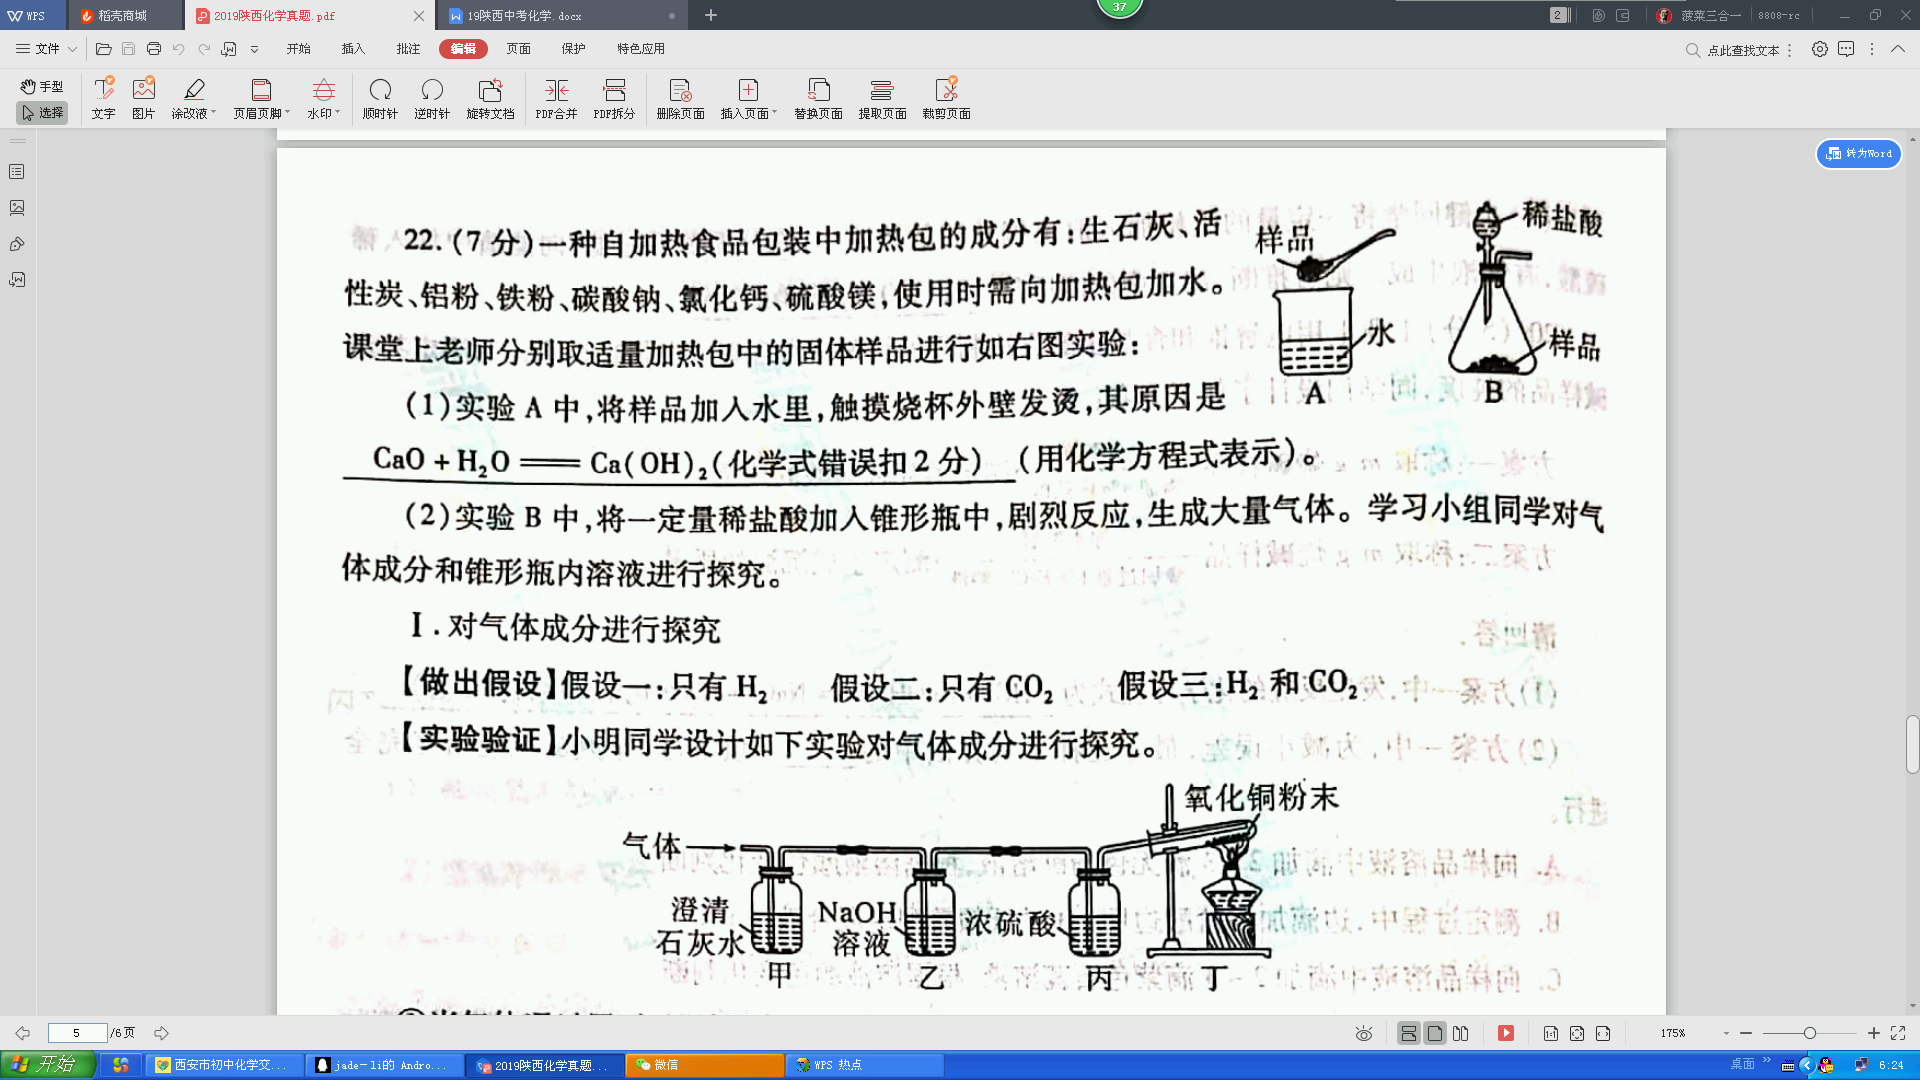 WPS 稻壳商城 2019陕西化学真题.pdf 19陕西中考化学.docx 37 2 菠菜三合一 8808-rc
文件 开始 插入 批注 编辑 页面 保护 特色应用 点此查找文本
手型
选择 文字 图片 涂改液 页眉页脚 水印 顺时针 逆时针 旋转文档 PDF合并 PDF拆分 删除页面 插入页面 替换页面 提取页面 裁剪页面
转为Word
22.(7分)一种自加热食品包装中加热包的成分有:生石灰、活
性炭、铝粉、铁粉、碳酸钠、氯化钙、硫酸镁,使用时需向加热包加水。
课堂上老师分别取适量加热包中的固体样品进行如右图实验:
样品
水
A
稀盐酸
样品
B
(1)实验 A 中,将样品加入水里,触摸烧杯外壁发烫,其原因是
CaO + H₂O ═══ Ca(OH)₂(化学式错误扣2分) (用化学方程式表示)。
(2)实验 B 中,将一定量稀盐酸加入锥形瓶中,剧烈反应,生成大量气体。学习小组同学对气
体成分和锥形瓶内溶液进行探究。
Ⅰ.对气体成分进行探究
【做出假设】假设一:只有 H₂ 假设二:只有 CO₂ 假设三:H₂ 和 CO₂
【实验验证】小明同学设计如下实验对气体成分进行探究。
氧化铜粉末
气体
澄清
石灰水
NaOH
溶液
浓硫酸
甲 乙 丙 丁
5 /6页 1:1 175%
开始 西安市初中化学交... jade-li的 Andro... 2019陕西化学真题... 微信 WPS 热点 桌面 6:24